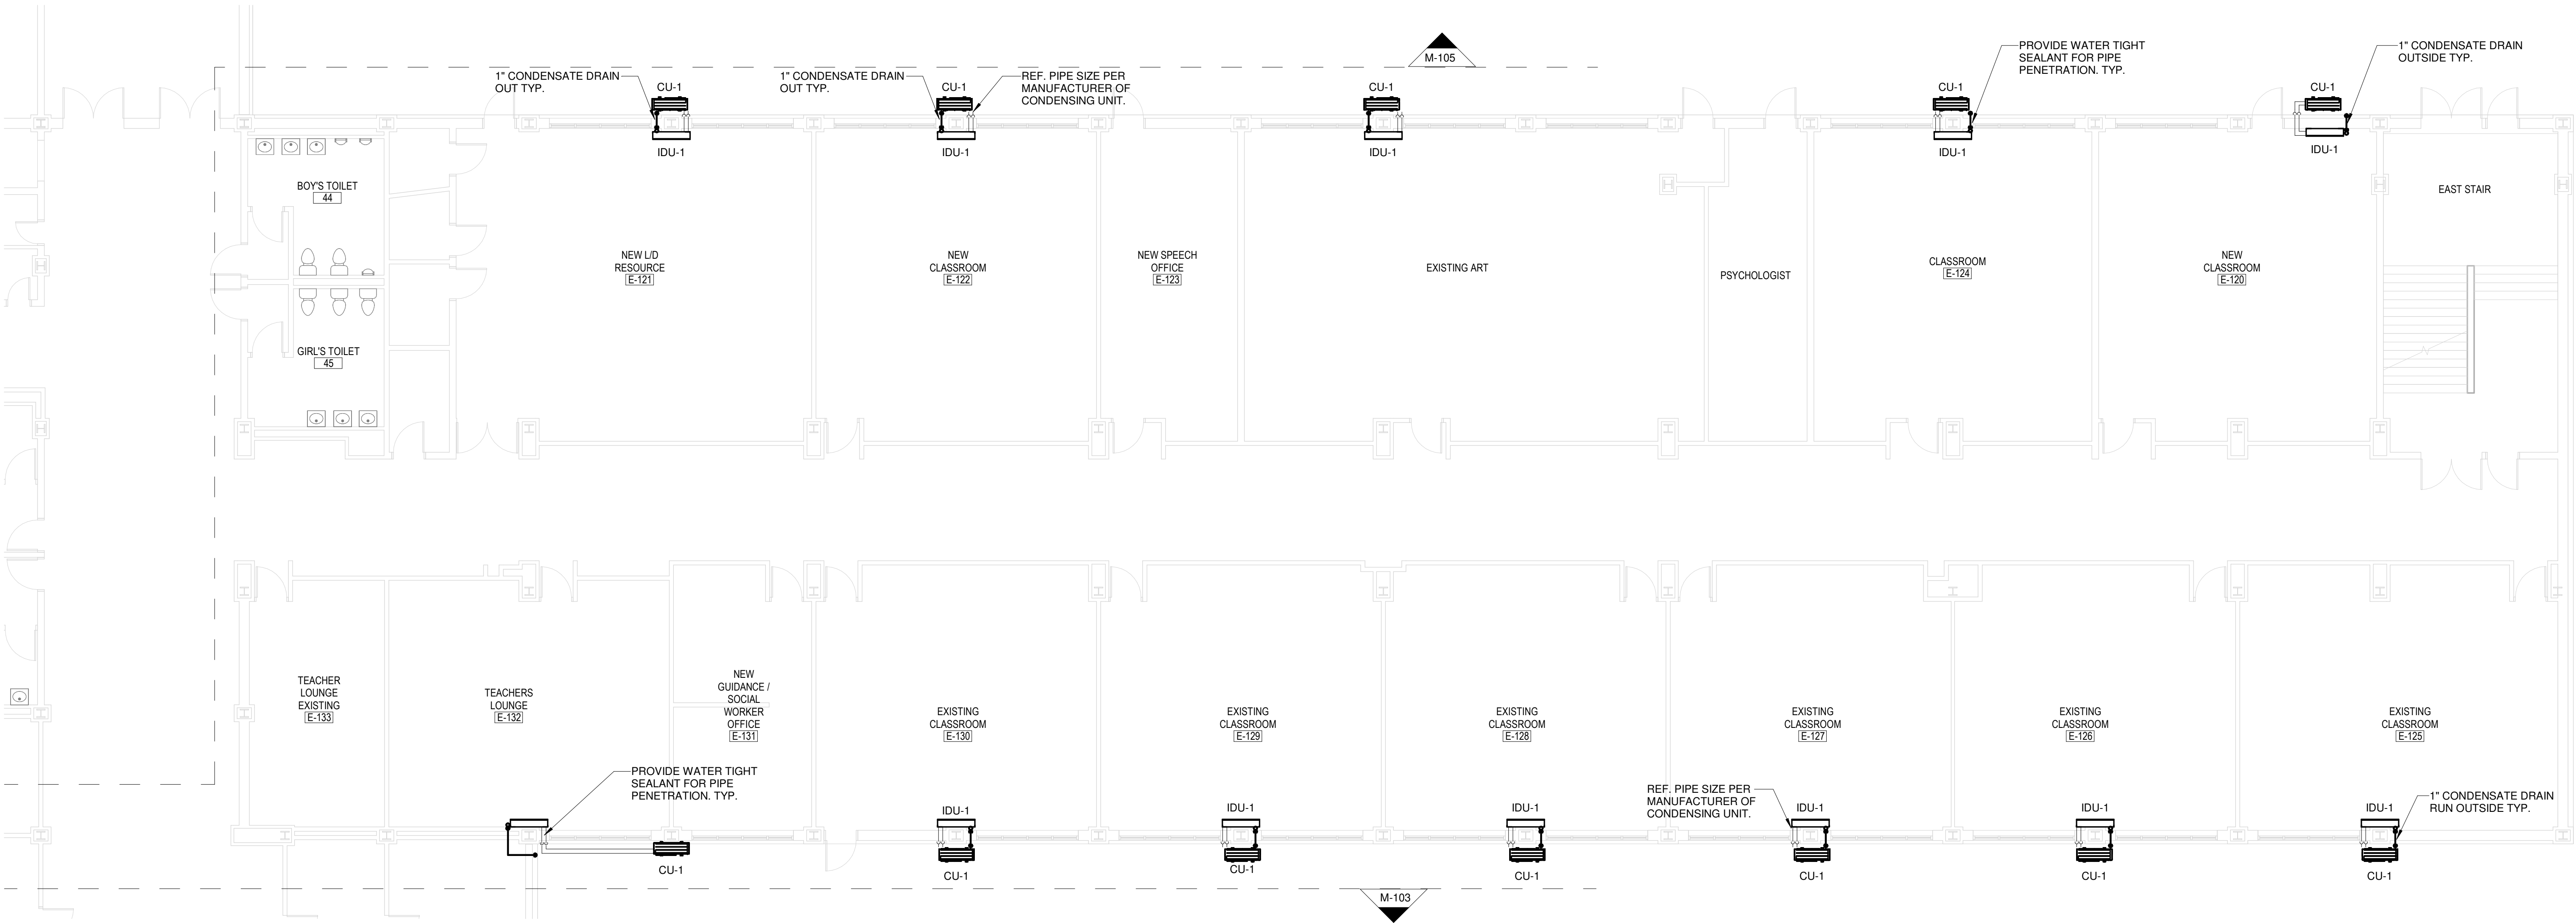 M-105
1" CONDENSATE DRAIN
OUT TYP.
CU-1
IDU-1
1" CONDENSATE DRAIN
OUT TYP.
CU-1
IDU-1
REF. PIPE SIZE PER
MANUFACTURER OF
CONDENSING UNIT.
CU-1
IDU-1
CU-1
IDU-1
PROVIDE WATER TIGHT
SEALANT FOR PIPE
PENETRATION. TYP.
CU-1
IDU-1
1" CONDENSATE DRAIN
OUTSIDE TYP.
BOY'S TOILET
44
GIRL'S TOILET
45
NEW L/D
RESOURCE
E-121
NEW
CLASSROOM
E-122
NEW SPEECH
OFFICE
E-123
EXISTING ART
PSYCHOLOGIST
CLASSROOM
E-124
NEW
CLASSROOM
E-120
EAST STAIR
TEACHER
LOUNGE
EXISTING
E-133
TEACHERS
LOUNGE
E-132
NEW
GUIDANCE /
SOCIAL
WORKER
OFFICE
E-131
EXISTING
CLASSROOM
E-130
EXISTING
CLASSROOM
E-129
EXISTING
CLASSROOM
E-128
EXISTING
CLASSROOM
E-127
EXISTING
CLASSROOM
E-126
EXISTING
CLASSROOM
E-125
PROVIDE WATER TIGHT
SEALANT FOR PIPE
PENETRATION. TYP.
CU-1
IDU-1
CU-1
IDU-1
CU-1
IDU-1
CU-1
REF. PIPE SIZE PER
MANUFACTURER OF
CONDENSING UNIT.
IDU-1
CU-1
IDU-1
CU-1
IDU-1
CU-1
1" CONDENSATE DRAIN
RUN OUTSIDE TYP.
M-103